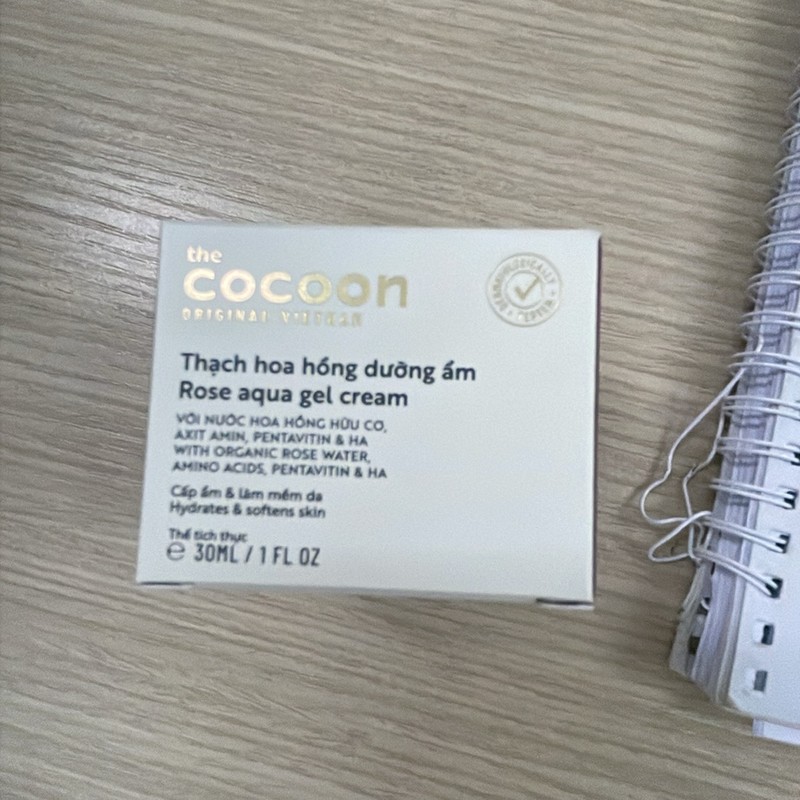 the
cocoon
ORIGINAL VIETNAM
DERMATOLOGICALLY
TESTED
Thạch hoa hồng dưỡng ẩm
Rose aqua gel cream
VỚI NƯỚC HOA HỒNG HỮU CƠ,
AXIT AMIN, PENTAVITIN & HA
WITH ORGANIC ROSE WATER,
AMINO ACIDS, PENTAVITIN & HA
Cấp ẩm & làm mềm da
Hydrates & softens skin
Thể tích thực
℮ 30ML / 1 FL OZ